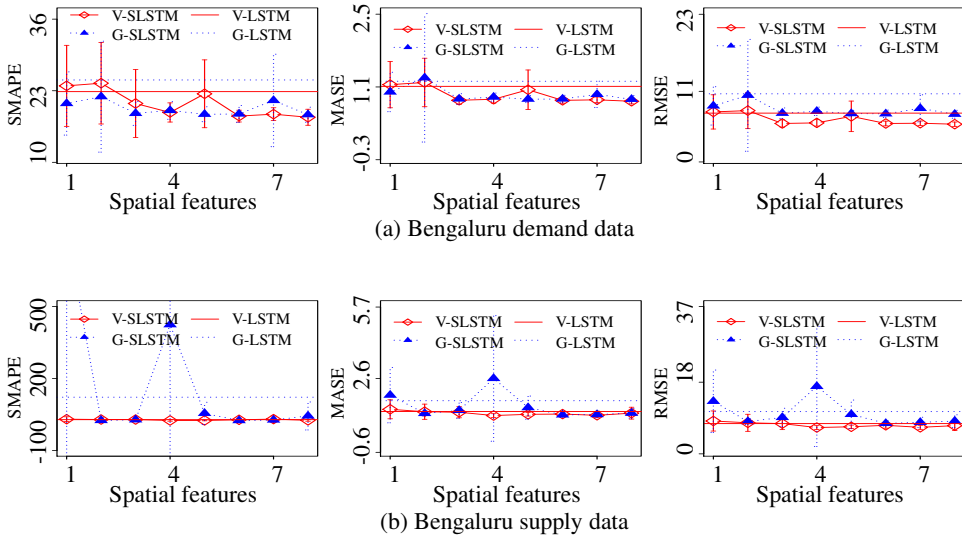 SMAPE
36
23
10
V-SLSTM V-LSTM
G-SLSTM G-LSTM
1 4 7
Spatial features
MASE
2.5
1.1
-0.3
V-SLSTM V-LSTM
G-SLSTM G-LSTM
1 4 7
Spatial features
RMSE
23
11
0
V-SLSTM V-LSTM
G-SLSTM G-LSTM
1 4 7
Spatial features
(a) Bengaluru demand data
SMAPE
500
200
-100
V-SLSTM V-LSTM
G-SLSTM G-LSTM
1 4 7
Spatial features
MASE
5.7
2.6
-0.6
V-SLSTM V-LSTM
G-SLSTM G-LSTM
1 4 7
Spatial features
RMSE
37
18
0
V-SLSTM V-LSTM
G-SLSTM G-LSTM
1 4 7
Spatial features
(b) Bengaluru supply data